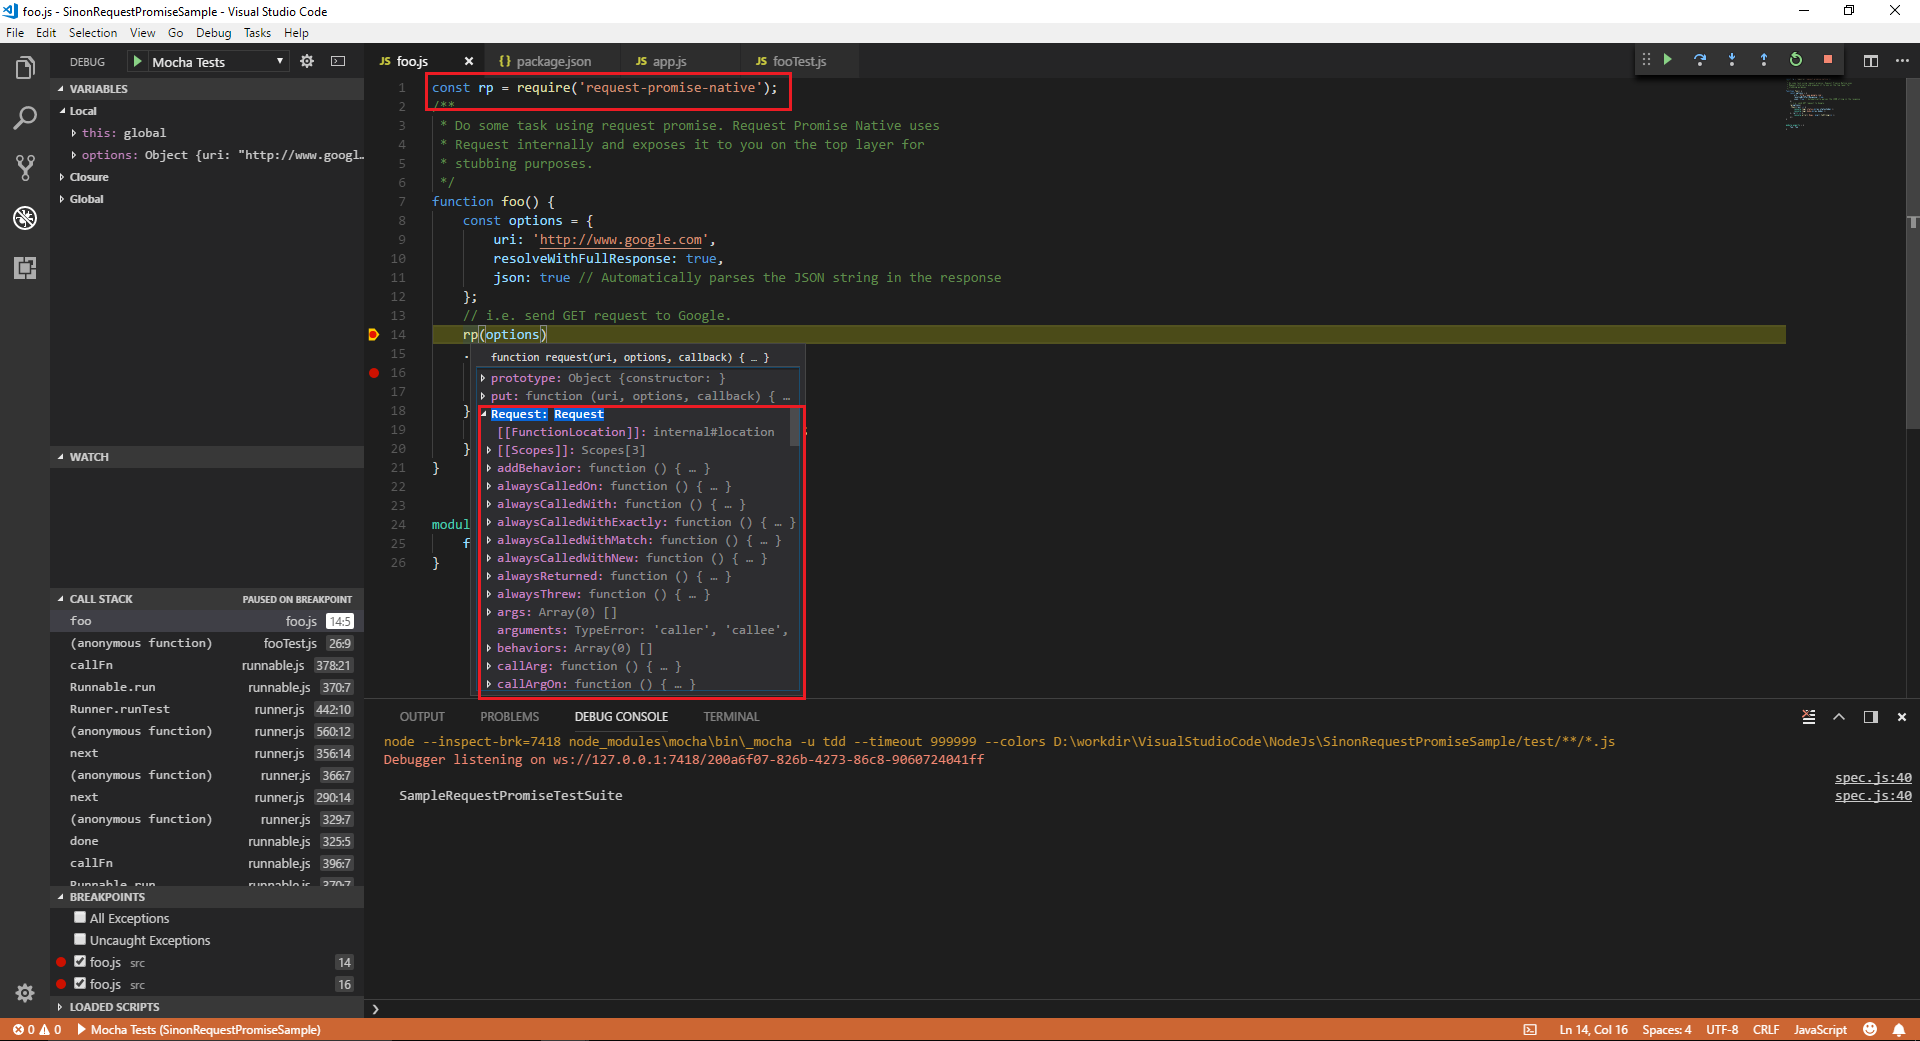 foo.js - SinonRequestPromiseSample - Visual Studio Code
File Edit Selection View Go Debug Tasks Help
DEBUG Mocha Tests
JS foo.js {} package.json JS app.js JS fooTest.js
VARIABLES
Local
this: global
options: Object {uri: "http://www.googl…
Closure
Global
WATCH
CALL STACK PAUSED ON BREAKPOINT
foo foo.js 14:5
(anonymous function) fooTest.js 26:9
callFn runnable.js 378:21
Runnable.run runnable.js 370:7
Runner.runTest runner.js 442:10
(anonymous function) runner.js 560:12
next runner.js 356:14
(anonymous function) runner.js 366:7
next runner.js 290:14
(anonymous function) runner.js 329:7
done runnable.js 325:5
callFn runnable.js 396:7
Runnable.run runnable.js 370:7
BREAKPOINTS
All Exceptions
Uncaught Exceptions
foo.js src 14
foo.js src 16
LOADED SCRIPTS
1 const rp = require('request-promise-native');
2 /**
3 * Do some task using request promise. Request Promise Native uses
4 * Request internally and exposes it to you on the top layer for
5 * stubbing purposes.
6 */
7 function foo() {
8 const options = {
9 uri: 'http://www.google.com',
10 resolveWithFullResponse: true,
11 json: true // Automatically parses the JSON string in the response
12 };
13 // i.e. send GET request to Google.
14 rp(options)
15 .
16
17
18 }
19
20 }
21 }
22
23
24 modul
25 f
26 }
function request(uri, options, callback) { … }
prototype: Object {constructor: }
put: function (uri, options, callback) { …
Request: Request
[[FunctionLocation]]: internal#location
[[Scopes]]: Scopes[3]
addBehavior: function () { … }
alwaysCalledOn: function () { … }
alwaysCalledWith: function () { … }
alwaysCalledWithExactly: function () { … }
alwaysCalledWithMatch: function () { … }
alwaysCalledWithNew: function () { … }
alwaysReturned: function () { … }
alwaysThrew: function () { … }
args: Array(0) []
arguments: TypeError: 'caller', 'callee',
behaviors: Array(0) []
callArg: function () { … }
callArgOn: function () { … }
OUTPUT PROBLEMS DEBUG CONSOLE TERMINAL
node --inspect-brk=7418 node_modules\mocha\bin\_mocha -u tdd --timeout 999999 --colors D:\workdir\VisualStudioCode\NodeJs\SinonRequestPromiseSample/test/**/*.js
Debugger listening on ws://127.0.0.1:7418/200a6f07-826b-4273-86c8-9060724041ff
spec.js:40
SampleRequestPromiseTestSuite spec.js:40
0 0 Mocha Tests (SinonRequestPromiseSample) Ln 14, Col 16 Spaces: 4 UTF-8 CRLF JavaScript